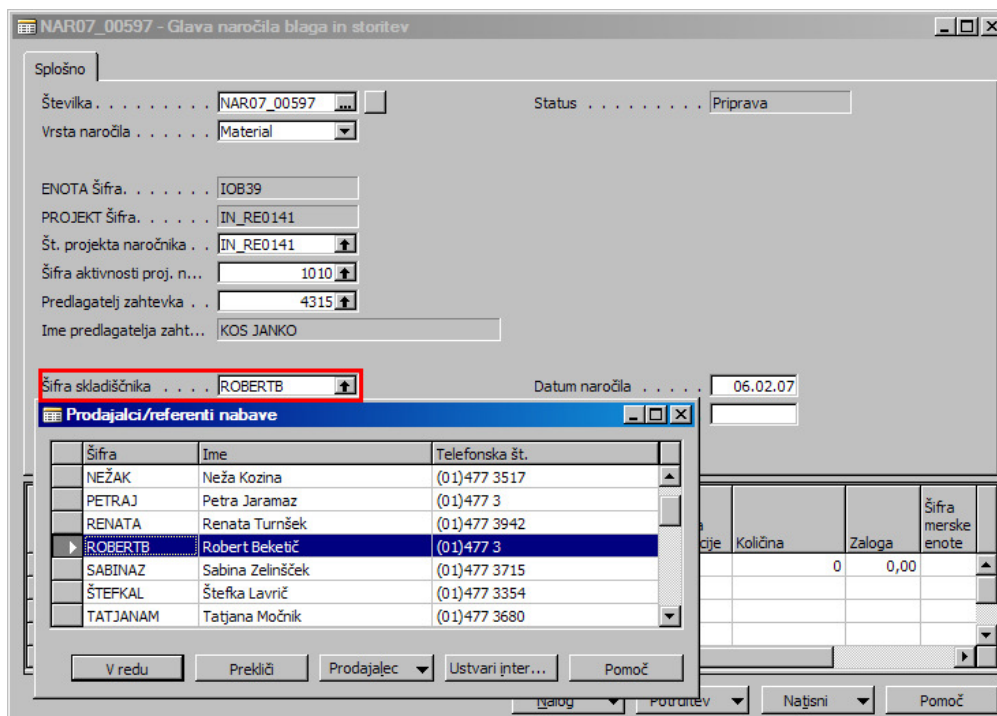 NAR07_00597 - Glava naročila blaga in storitev
Splošno
Številka . . . . . . . . . NAR07_00597 ... Status . . . . . . . . . Priprava
Vrsta naročila . . . . . . Material
ENOTA Šifra. . . . . . . . IOB39
PROJEKT Šifra. . . . . . IN_RE0141
Št. projekta naročnika . . IN_RE0141
Šifra aktivnosti proj. n... 1010
Predlagatelj zahtevka . . 4315
Ime predlagatelja zaht... KOS JANKO
Šifra skladiščnika . . . . ROBERTB Datum naročila . . . . . 06.02.07
Prodajalci/referenti nabave
Šifra Ime Telefonska št.
NEŽAK Neža Kozina (01)477 3517
PETRAJ Petra Jaramaz (01)477 3
RENATA Renata Turnšek (01)477 3942
ROBERTB Robert Beketič (01)477 3
SABINAZ Sabina Zelinšček (01)477 3715
ŠTEFKAL Štefka Lavrič (01)477 3354
TATJANAM Tatjana Močnik (01)477 3680
V redu Prekliči Prodajalec Ustvari inter... Pomoč
cije Količina Zaloga Šifra merske enote
0 0,00
Nalog Potrditev Natisni Pomoč